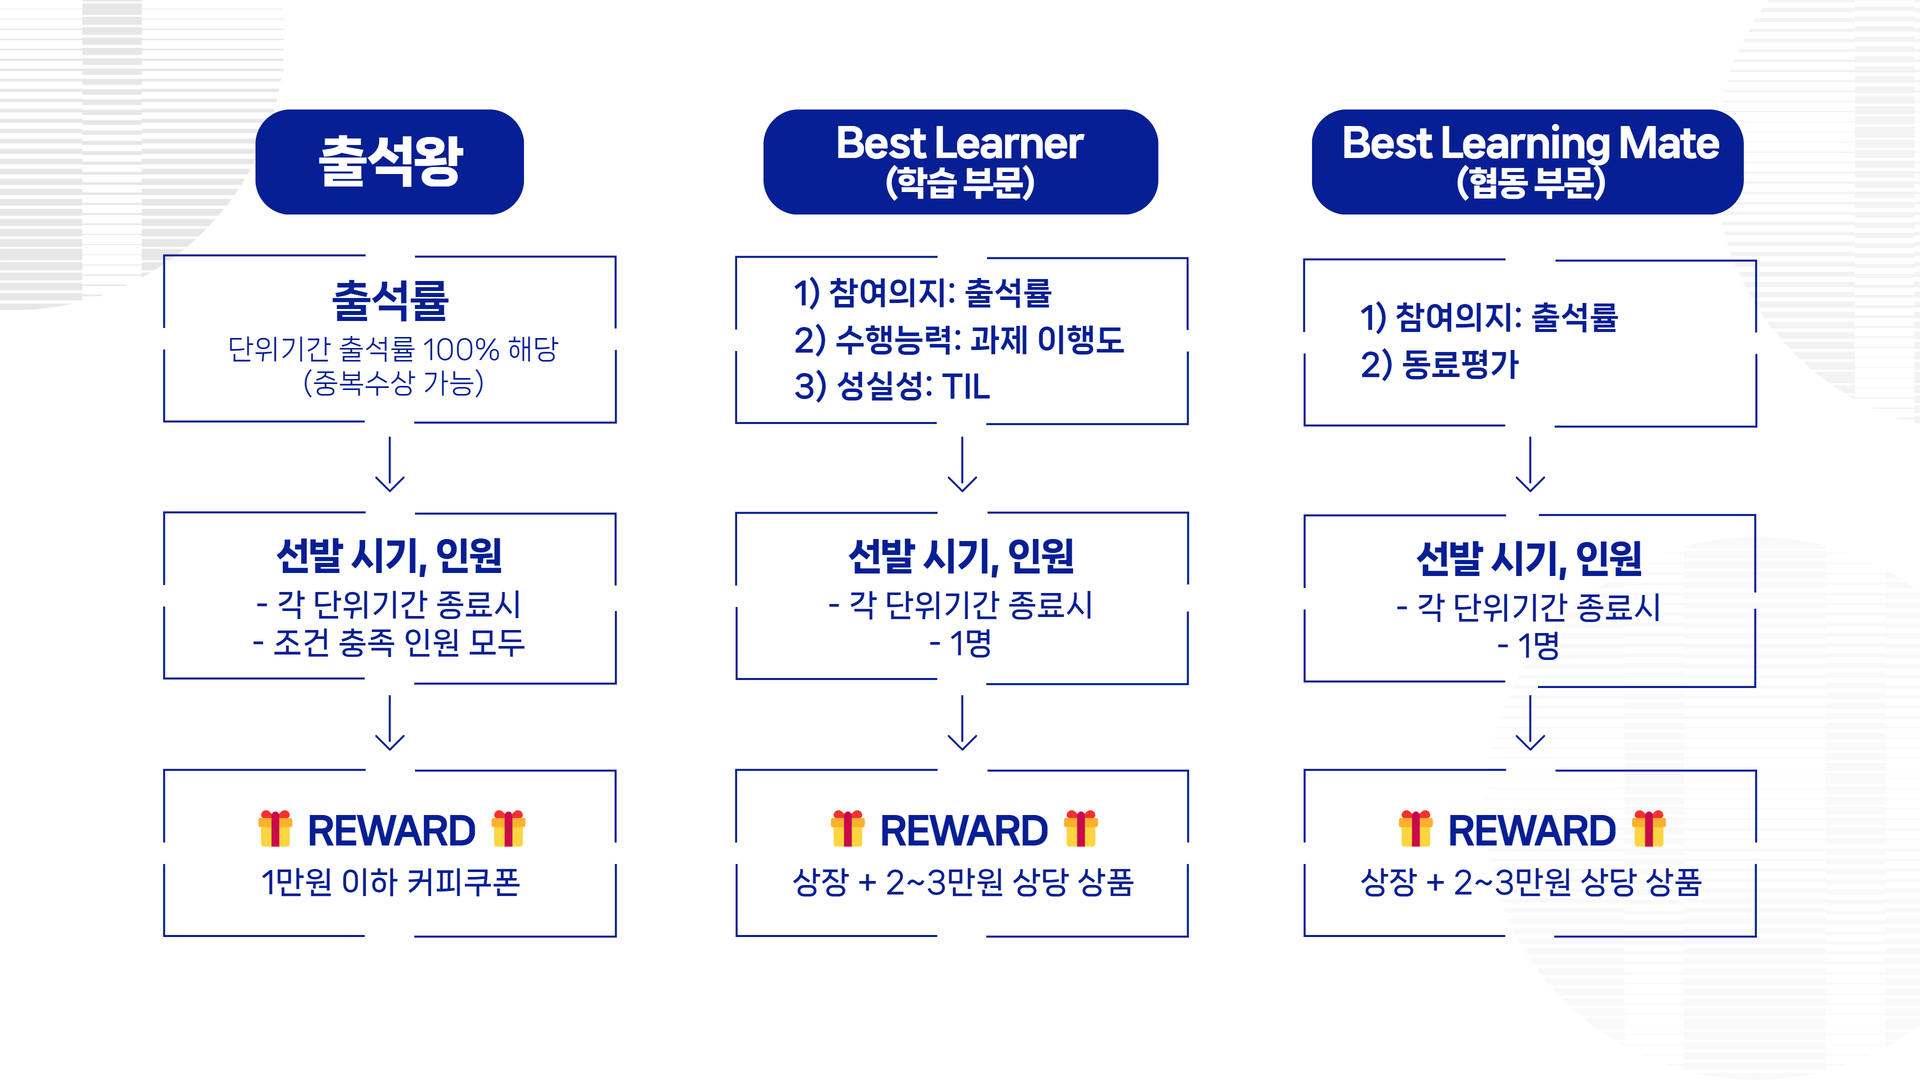 출석왕
출석률
단위기간 출석률 100% 해당
(중복수상 가능)
선발 시기, 인원
- 각 단위기간 종료시
- 조건 충족 인원 모두
REWARD
1만원 이하 커피쿠폰
Best Learner
(학습 부문)
1) 참여의지: 출석률
2) 수행능력: 과제 이행도
3) 성실성: TIL
선발 시기, 인원
- 각 단위기간 종료시
- 1명
REWARD
상장 + 2~3만원 상당 상품
Best Learning Mate
(협동 부문)
1) 참여의지: 출석률
2) 동료평가
선발 시기, 인원
- 각 단위기간 종료시
- 1명
REWARD
상장 + 2~3만원 상당 상품